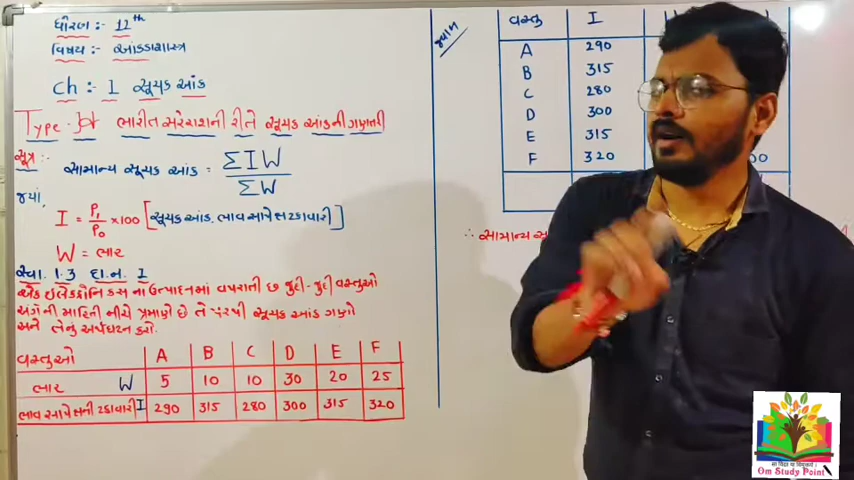 ધોરણ :- 12th
વિષય :- આંકડાશાસ્ત્ર
ch :- 1 સૂચક આંક
Type - ભારીત સરેરાશની રીતે સૂચક આંકની ગણતરી
સૂત્ર :-
સામાન્ય સૂચક આંક = ΣIW / ΣW
જ્યાં,
I = P1/P0 × 100 [સૂચક આંક. ભાવ સાપેક્ષ ટકાવારી]
W = ભાર
સ્વા. 1.3 દા.ન. 1
એક ઇલેક્ટ્રોનિકસ ના ઉત્પાદનમાં વપરાતી છ જુદી-જુદી વસ્તુઓ
અંગેની માહિતી નીચે પ્રમાણે છે તે પરથી સૂચક આંક ગણો
અને તેનું અર્થઘટન કરો.
વસ્તુઓ A B C D E F
ભાર W 5 10 10 30 20 25
ભાવ સાપેક્ષની ટકાવારી I 290 315 280 300 315 320
જવાબ
વસ્તુ I
A 290
B 315
C 280
D 300
E 315
F 320
∴ સામાન્ય
Om Study Point